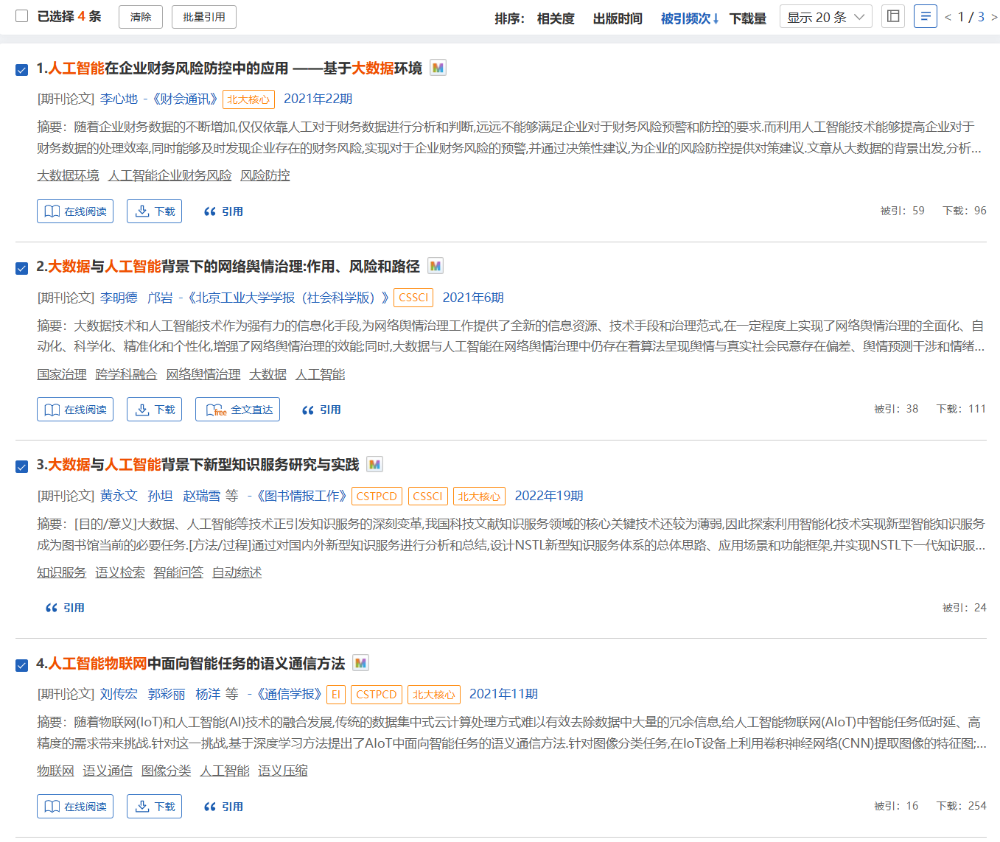 已选择 4 条 清除 批量引用 排序： 相关度 出版时间 被引频次↓ 下载量 显示 20 条 < 1 / 3 >
1.人工智能在企业财务风险防控中的应用 ——基于大数据环境 M
[期刊论文] 李心地 -《财会通讯》 北大核心 2021年22期
摘要：随着企业财务数据的不断增加,仅仅依靠人工对于财务数据进行分析和判断,远远不能够满足企业对于财务风险预警和防控的要求.而利用人工智能技术能够提高企业对于
财务数据的处理效率,同时能够及时发现企业存在的财务风险,实现对于企业财务风险的预警,并通过决策性建议,为企业的风险防控提供对策建议.文章从大数据的背景出发,分析...
大数据环境 人工智能企业财务风险 风险防控
在线阅读 下载 引用 被引：59 下载：96
2.大数据与人工智能背景下的网络舆情治理:作用、风险和路径 M
[期刊论文] 李明德 邝岩 -《北京工业大学学报（社会科学版）》 CSSCI 2021年6期
摘要：大数据技术和人工智能技术作为强有力的信息化手段,为网络舆情治理工作提供了全新的信息资源、技术手段和治理范式,在一定程度上实现了网络舆情治理的全面化、自
动化、科学化、精准化和个性化,增强了网络舆情治理的效能;同时,大数据与人工智能在网络舆情治理中仍存在着算法呈现舆情与真实社会民意存在偏差、舆情预测干涉和情绪...
国家治理 跨学科融合 网络舆情治理 大数据 人工智能
在线阅读 下载 free 全文直达 引用 被引：38 下载：111
3.大数据与人工智能背景下新型知识服务研究与实践 M
[期刊论文] 黄永文 孙坦 赵瑞雪 等 -《图书情报工作》 CSTPCD CSSCI 北大核心 2022年19期
摘要：[目的/意义]大数据、人工智能等技术正引发知识服务的深刻变革,我国科技文献知识服务领域的核心关键技术还较为薄弱,因此探索利用智能化技术实现新型智能知识服务
成为图书馆当前的必要任务.[方法/过程]通过对国内外新型知识服务进行分析和总结,设计NSTL新型知识服务体系的总体思路、应用场景和功能框架,并实现NSTL下一代知识服...
知识服务 语义检索 智能问答 自动综述
引用 被引：24
4.人工智能物联网中面向智能任务的语义通信方法 M
[期刊论文] 刘传宏 郭彩丽 杨洋 等 -《通信学报》 EI CSTPCD 北大核心 2021年11期
摘要：随着物联网(IoT)和人工智能(AI)技术的融合发展,传统的数据集中式云计算处理方式难以有效去除数据中大量的冗余信息,给人工智能物联网(AIoT)中智能任务低时延、高
精度的需求带来挑战.针对这一挑战,基于深度学习方法提出了AIoT中面向智能任务的语义通信方法.针对图像分类任务,在IoT设备上利用卷积神经网络(CNN)提取图像的特征图;...
物联网 语义通信 图像分类 人工智能 语义压缩
在线阅读 下载 引用 被引：16 下载：254